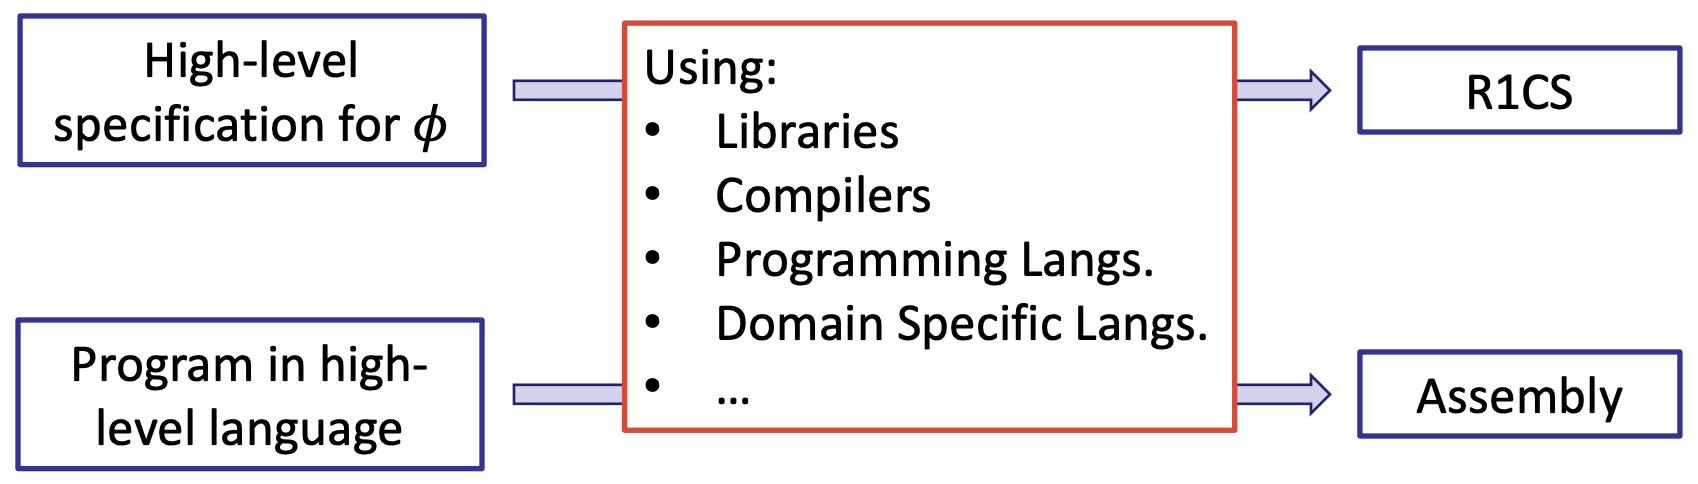 High-level
specification for ϕ
Using:
• Libraries
• Compilers
• Programming Langs.
• Domain Specific Langs.
• ...
R1CS
Program in high-
level language
Assembly